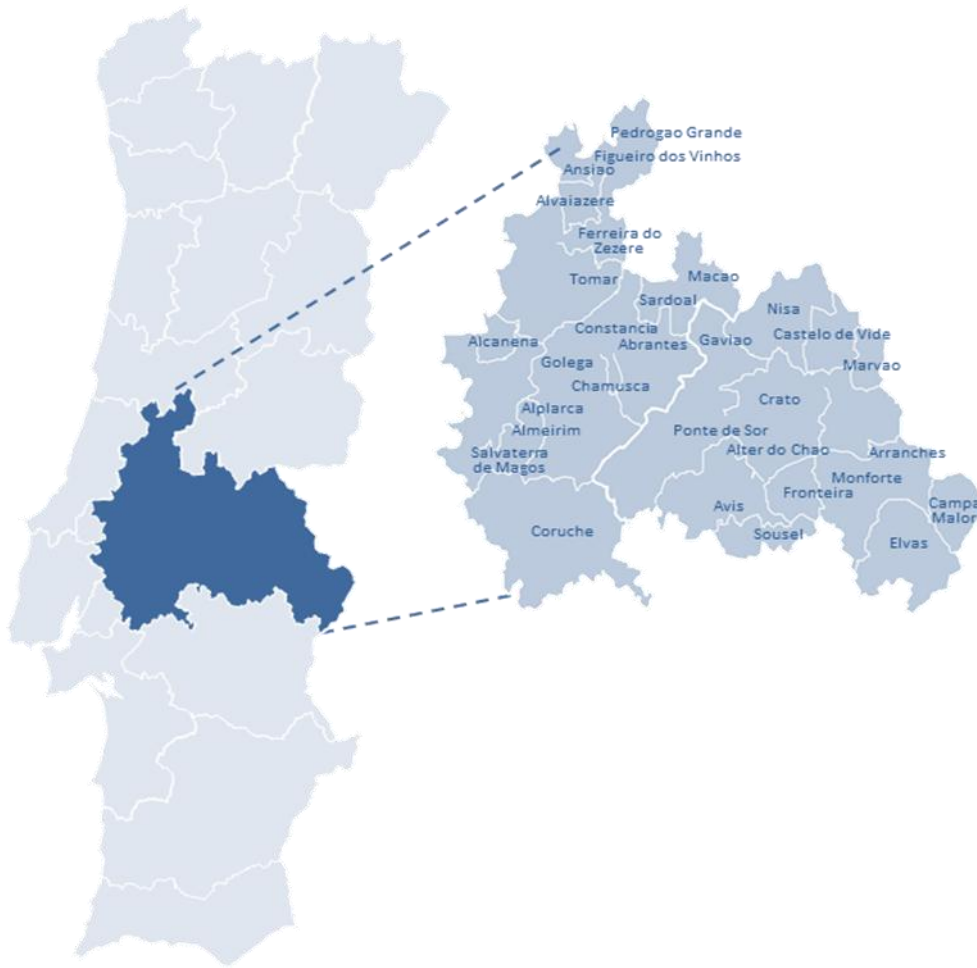 Pedrogao Grande
Figueiro dos Vinhos
Ansiao
Alvaiazere
Ferreira do
Zezere
Tomar
Macao
Sardoal
Nisa
Constancia
Castelo de Vide
Alcanena
Abrantes
Gaviao
Golega
Marvao
Chamusca
Crato
Alplarca
Almeirim
Ponte de Sor
Salvaterra
de Magos
Alter do Chao
Arranches
Monforte
Fronteira
Campa
Maior
Avis
Coruche
Sousel
Elvas